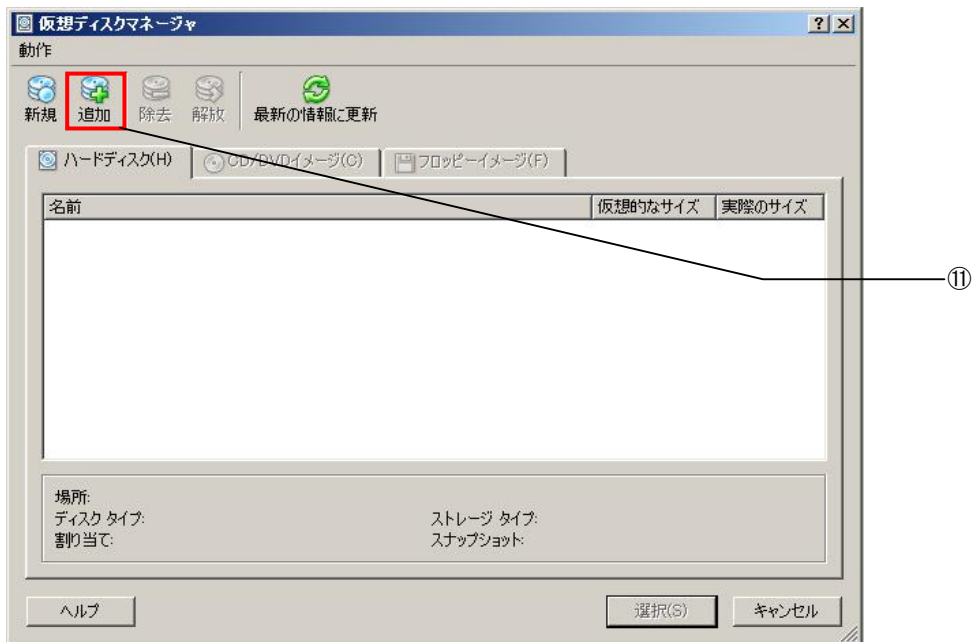 仮想ディスクマネージャ
動作
新規 追加 除去 解放 最新の情報に更新
ハードディスク(H) CD/DVDイメージ(C) フロッピーイメージ(F)
名前 仮想的なサイズ 実際のサイズ
⑪
場所:
ディスク タイプ: ストレージ タイプ:
割り当て: スナップショット:
ヘルプ 選択(S) キャンセル